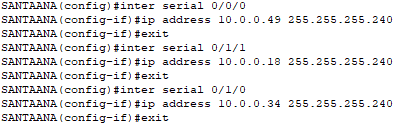 SANTAANA(config)#inter serial 0/0/0
SANTAANA(config-if)#ip address 10.0.0.49 255.255.255.240
SANTAANA(config-if)#exit
SANTAANA(config)#inter serial 0/1/1
SANTAANA(config-if)#ip address 10.0.0.18 255.255.255.240
SANTAANA(config-if)#exit
SANTAANA(config)#inter serial 0/1/0
SANTAANA(config-if)#ip address 10.0.0.34 255.255.255.240
SANTAANA(config-if)#exit